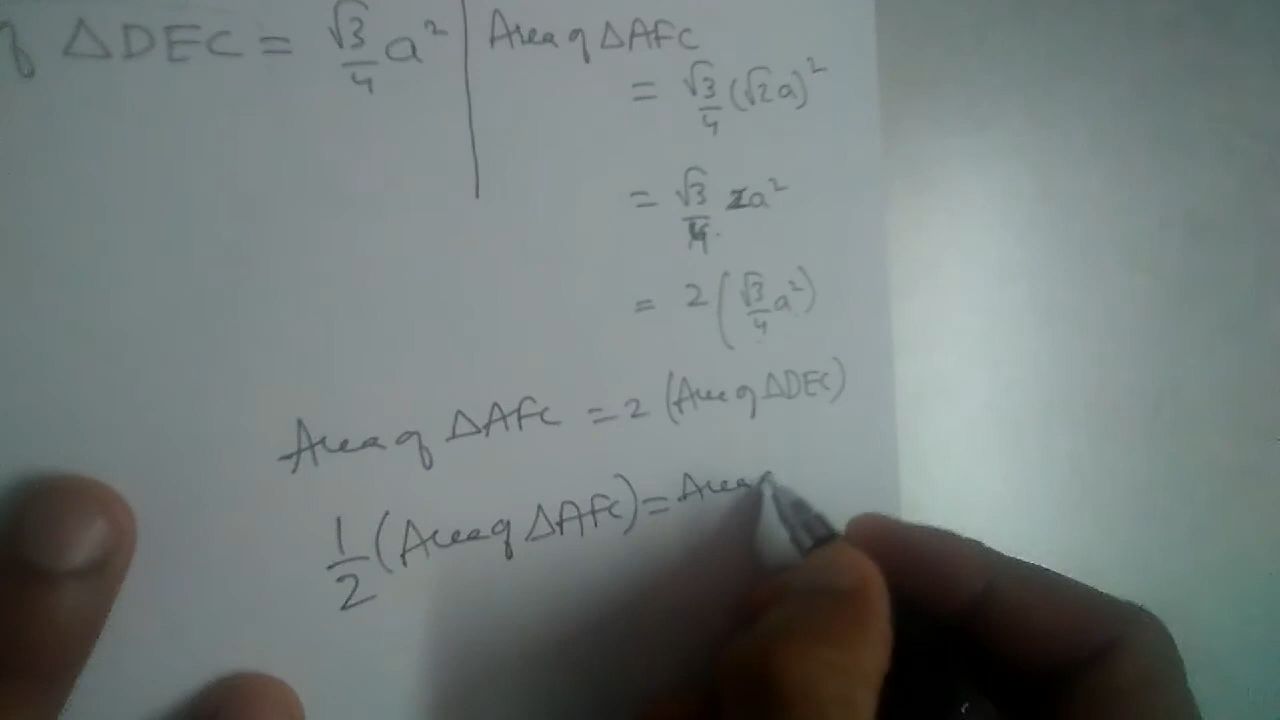 of ΔDEC = √3/4 a² | Area of ΔAFC
= √3/4 (√2a)²
= √3/4 2a²
= 2 (√3/4 a²)
Area of ΔAFC = 2 (Area of ΔDEC)
1/2 (Area of ΔAFC) = Area